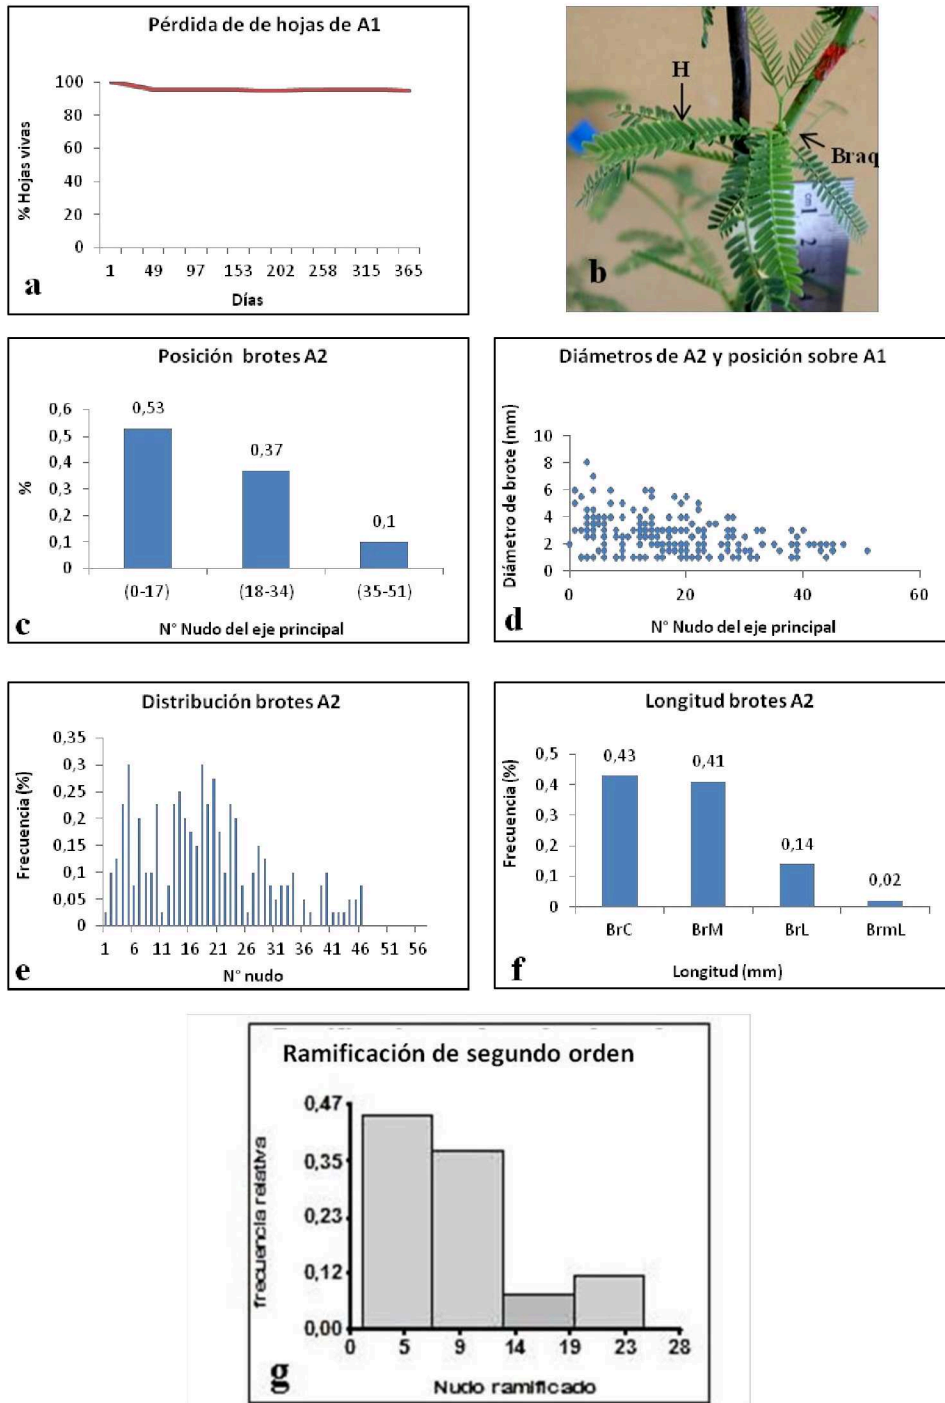 Pérdida de de hojas de A1
% Hojas vivas
100
80
60
40
20
0
1 49 97 153 202 258 315 365
Días
a
H
Braq
1
2
b
Posición brotes A2
%
0,6
0,5
0,4
0,3
0,2
0,1
0
0,53
0,37
0,1
(0-17) (18-34) (35-51)
N° Nudo del eje principal
c
Diámetros de A2 y posición sobre A1
Diámetro de brote (mm)
10
8
6
4
2
0
0 20 40 60
N° Nudo del eje principal
d
Distribución brotes A2
Frecuencia (%)
0,35
0,3
0,25
0,2
0,15
0,1
0,05
0
1 6 11 16 21 26 31 36 41 46 51 56
N° nudo
e
Longitud brotes A2
Frecuencia (%)
0,5
0,4
0,3
0,2
0,1
0
0,43
0,41
0,14
0,02
BrC BrM BrL BrmL
Longitud (mm)
f
Ramificación de segundo orden
frecuencia relativa
0,47
0,35
0,23
0,12
0,00
0 5 9 14 19 23 28
Nudo ramificado
g